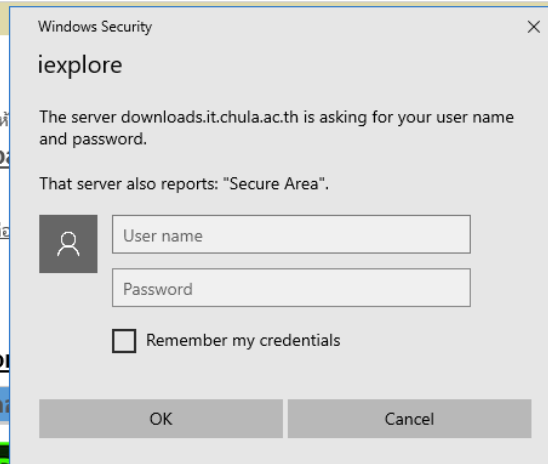 Windows Security
iexplore
The server downloads.it.chula.ac.th is asking for your user name
and password.
That server also reports: "Secure Area".
User name
Password
Remember my credentials
OK
Cancel